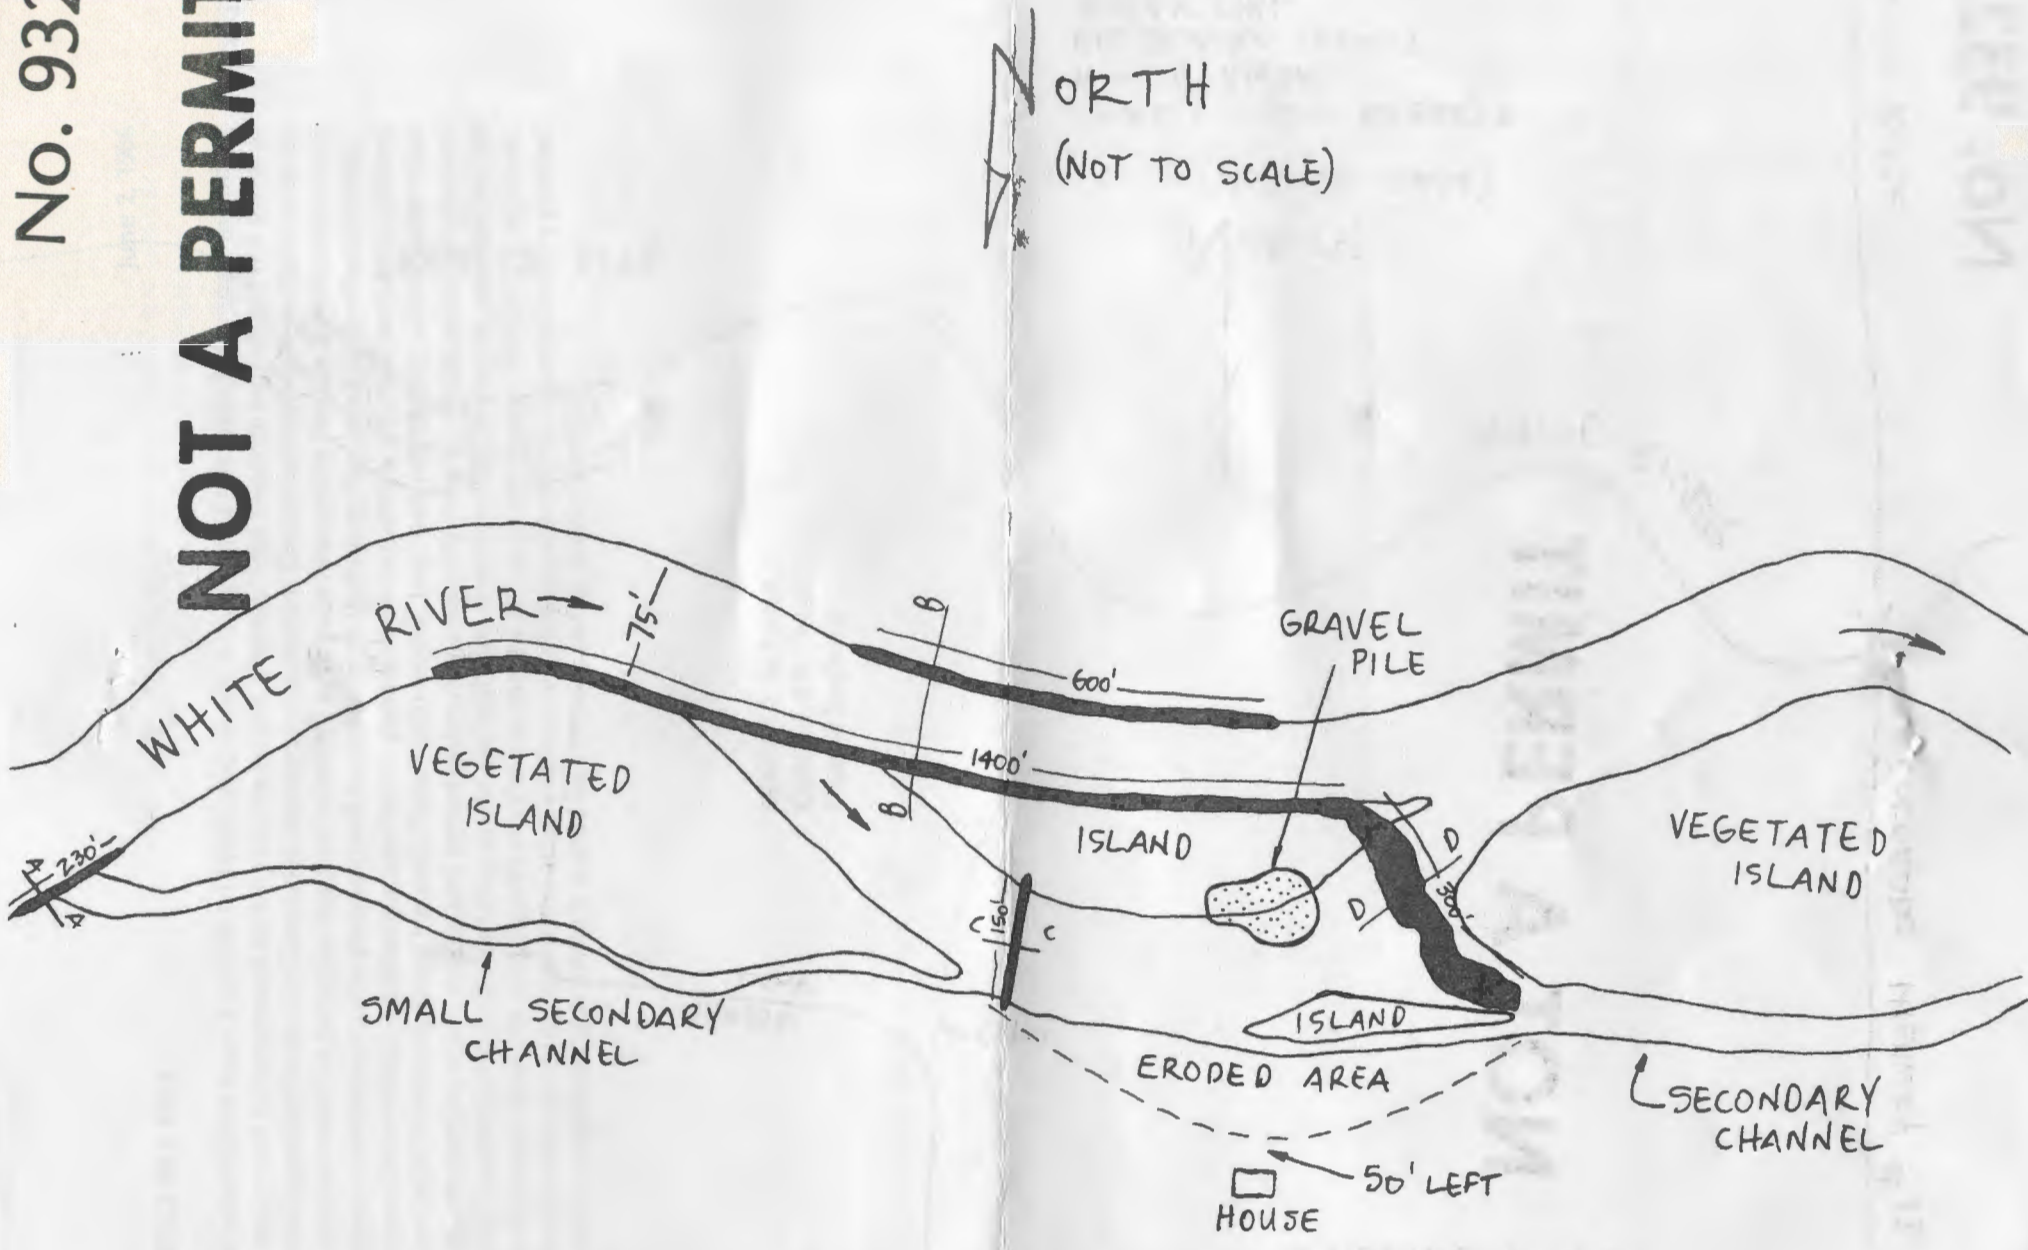 No. 932
NOT A PERMIT
NORTH
(NOT TO SCALE)
WHITE RIVER
75'
B
600'
GRAVEL
PILE
1400'
B
VEGETATED
ISLAND
ISLAND
VEGETATED
ISLAND
230'
A
A
D
D
300'
C
150'
C
SMALL SECONDARY
CHANNEL
ISLAND
ERODED AREA
SECONDARY
CHANNEL
50' LEFT
HOUSE